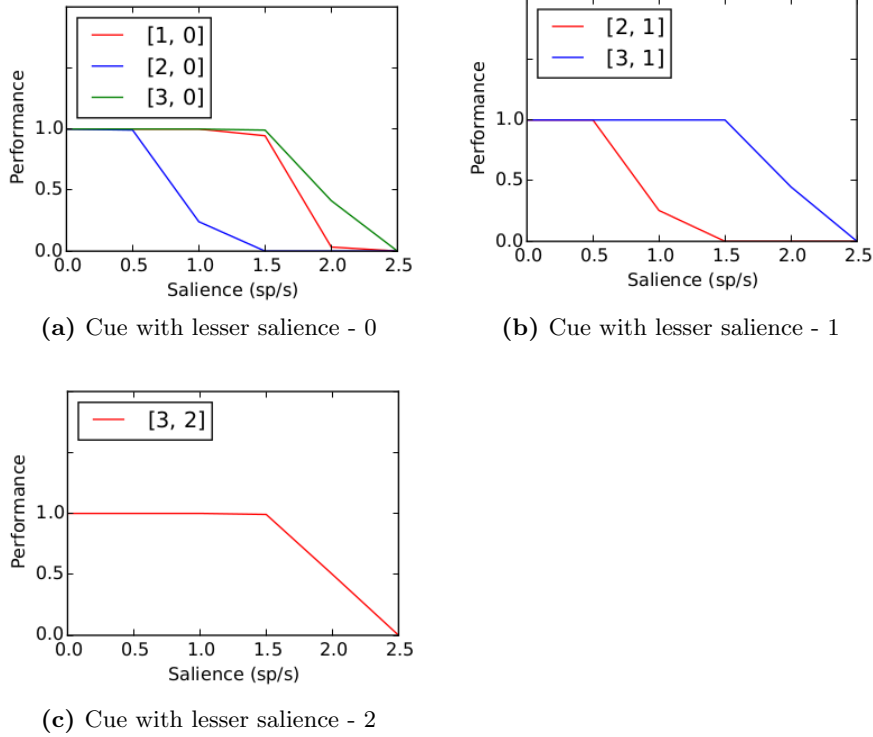 [1, 0]
[2, 0]
[3, 0]
Performance
1.0
0.5
0.0
0.0 0.5 1.0 1.5 2.0 2.5
Salience (sp/s)
(a) Cue with lesser salience - 0
[2, 1]
[3, 1]
Performance
1.0
0.5
0.0
0.0 0.5 1.0 1.5 2.0 2.5
Salience (sp/s)
(b) Cue with lesser salience - 1
[3, 2]
Performance
1.0
0.5
0.0
0.0 0.5 1.0 1.5 2.0 2.5
Salience (sp/s)
(c) Cue with lesser salience - 2